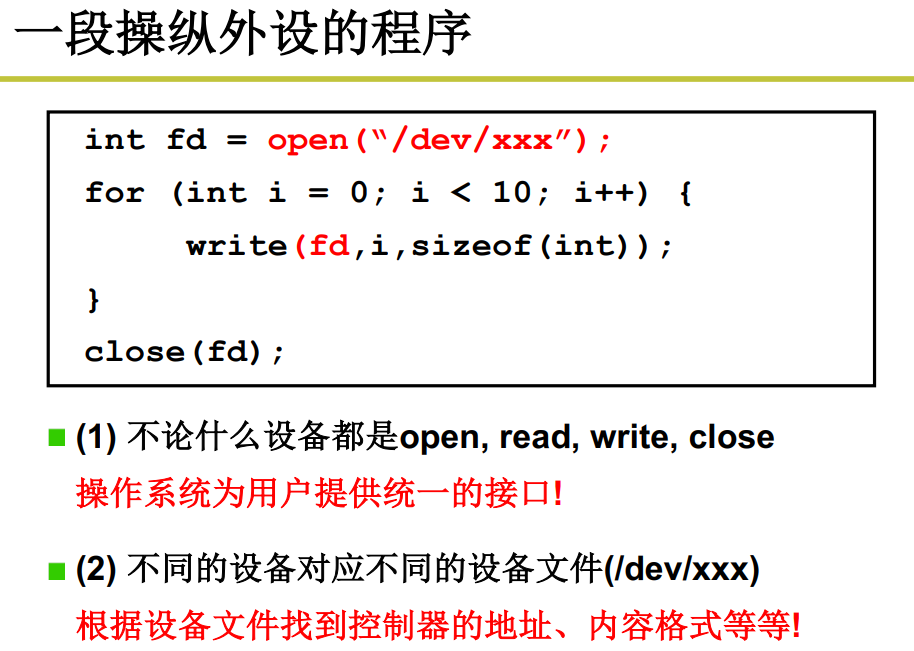 一段操纵外设的程序
int fd = open(“/dev/xxx”);
for (int i = 0; i < 10; i++) {
write(fd,i,sizeof(int));
}
close(fd);
(1) 不论什么设备都是open, read, write, close
操作系统为用户提供统一的接口!
(2) 不同的设备对应不同的设备文件(/dev/xxx)
根据设备文件找到控制器的地址、内容格式等等!